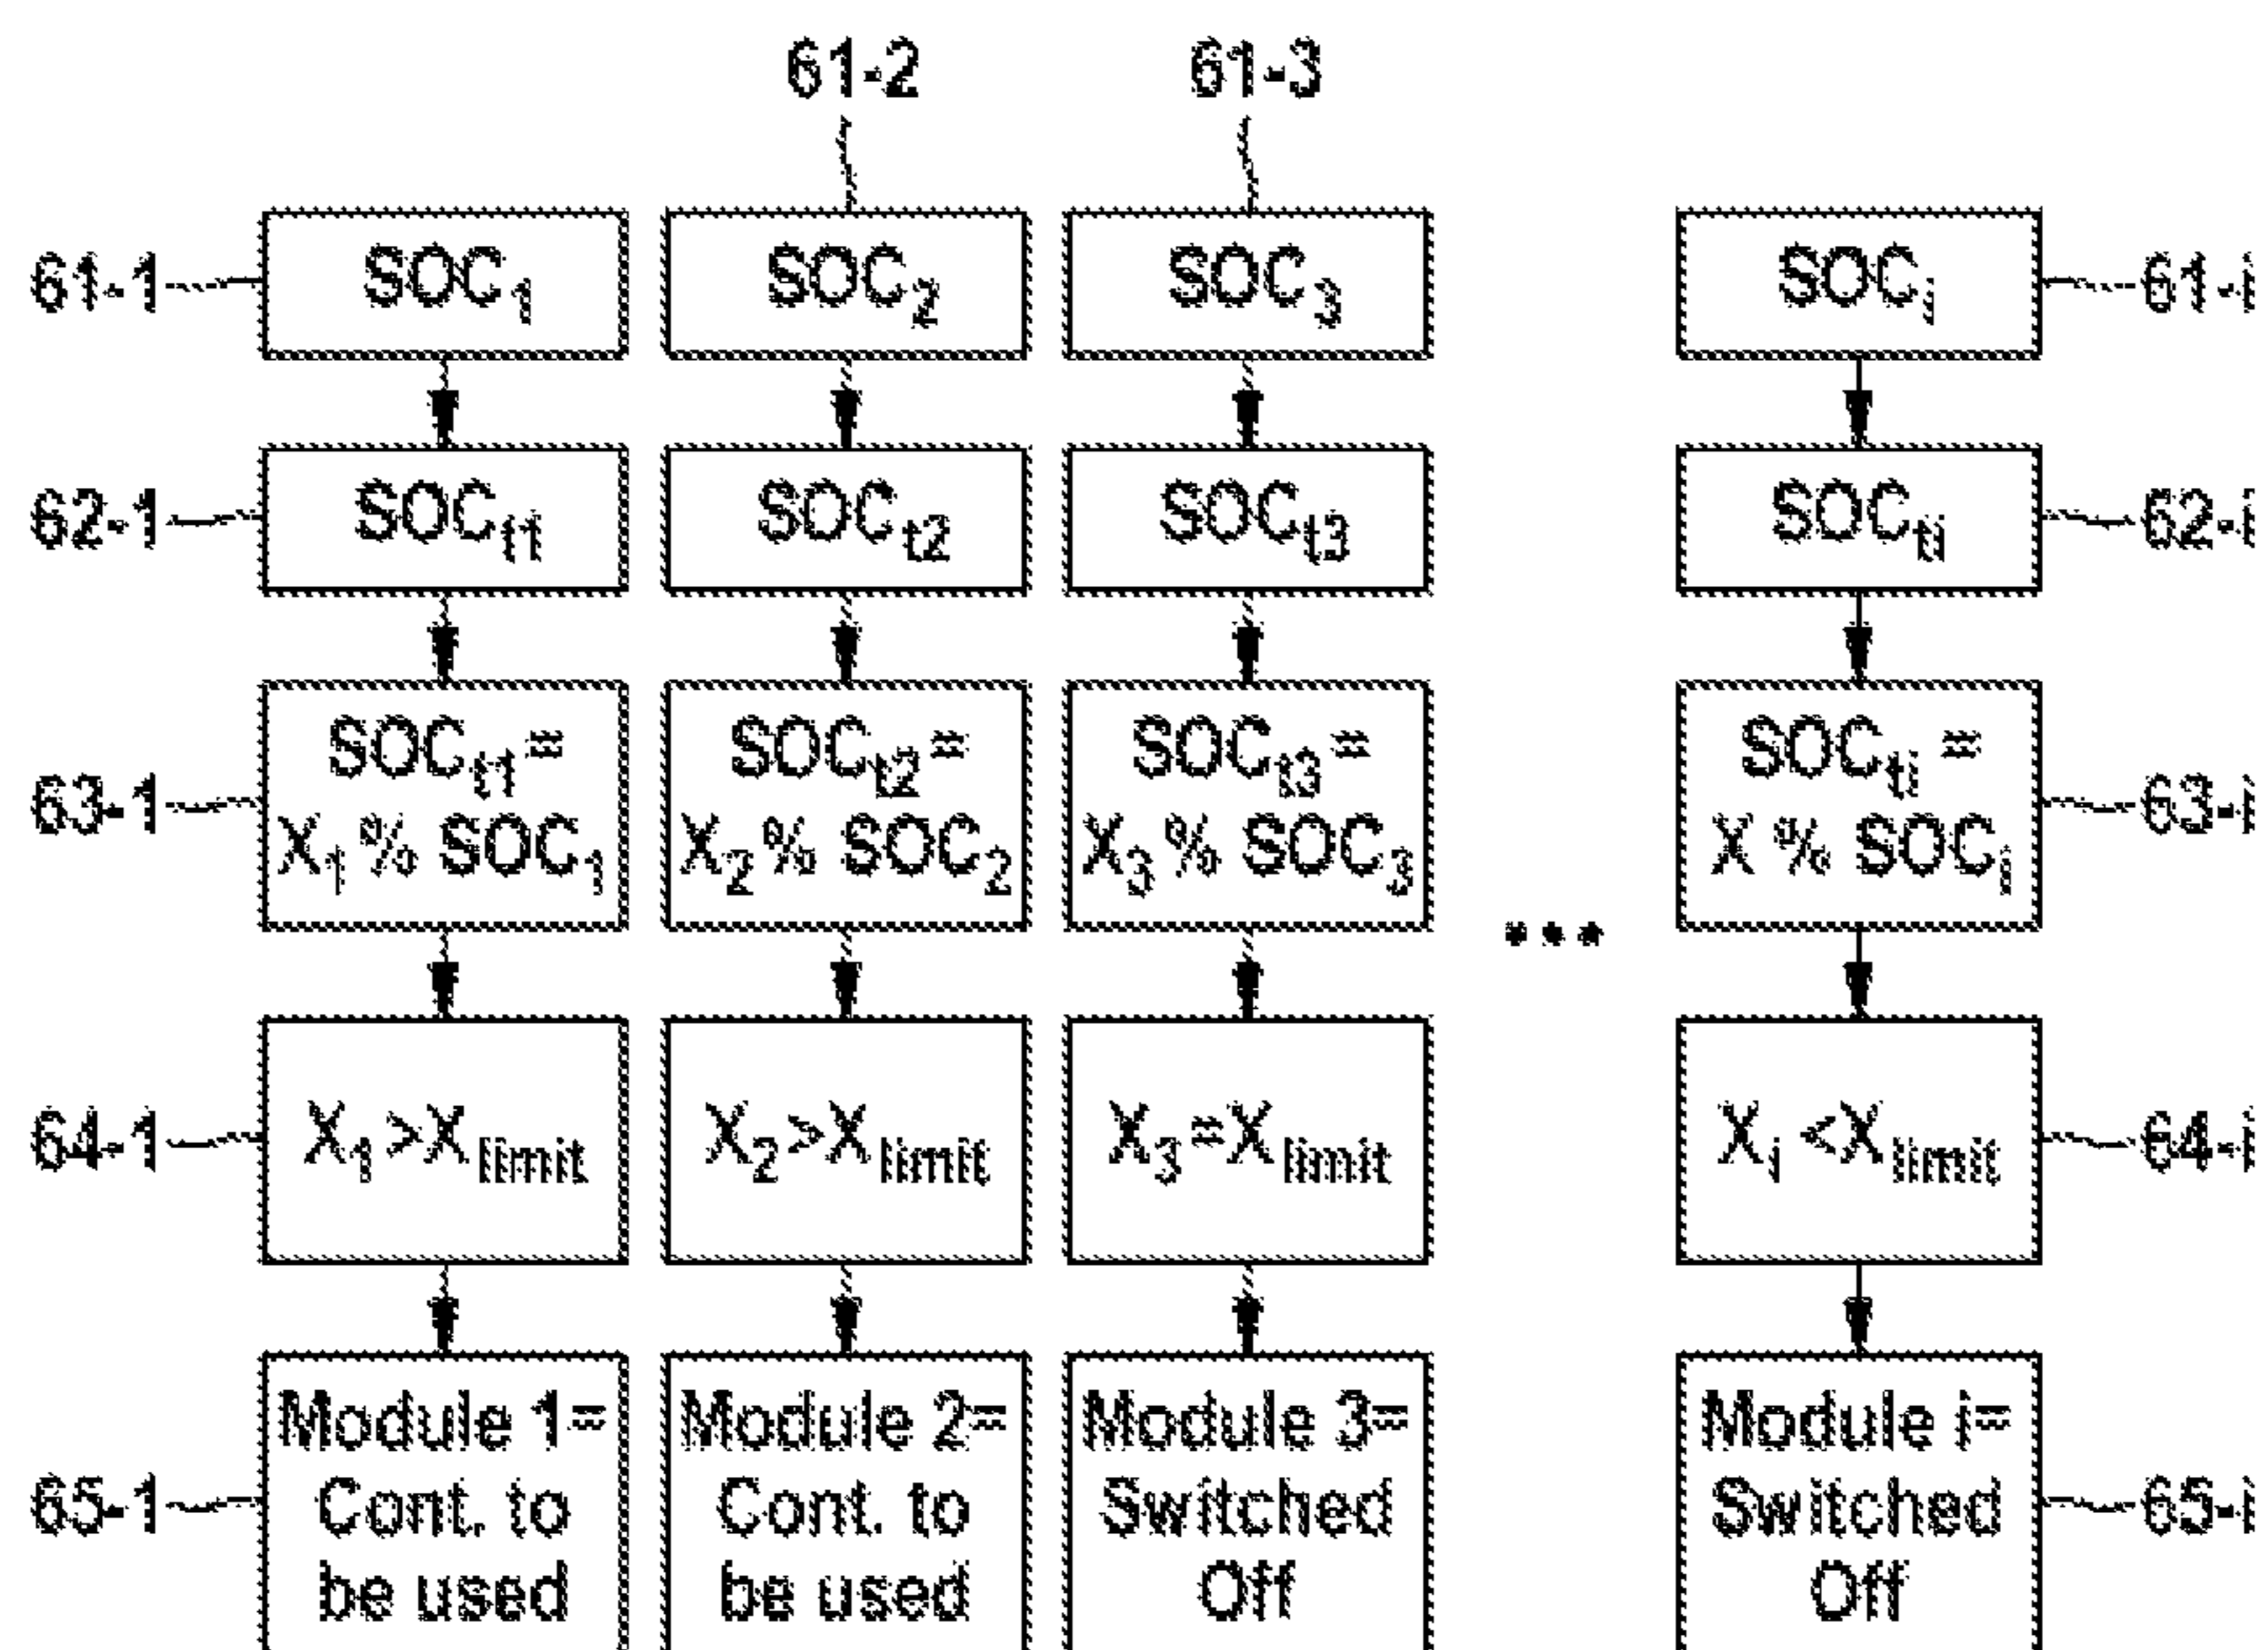 61-2 61-3
61-1 SOC₁ SOC₂ SOC₃ SOCᵢ 61-i
62-1 SOCt1 SOCt2 SOCt3 SOCti 62-i
SOCt1= SOCt2= SOCt3= SOCti =
63-1 63-i
X₁% SOC₁ X₂% SOC₂ X₃% SOC₃ X % SOCᵢ
...
64-1 X₁>Xlimit X₂>Xlimit X₃=Xlimit Xᵢ <Xlimit 64-i
Module 1= Module 2= Module 3= Module i=
65-1 Cont. to Cont. to Switched Switched 65-i
be used be used Off Off